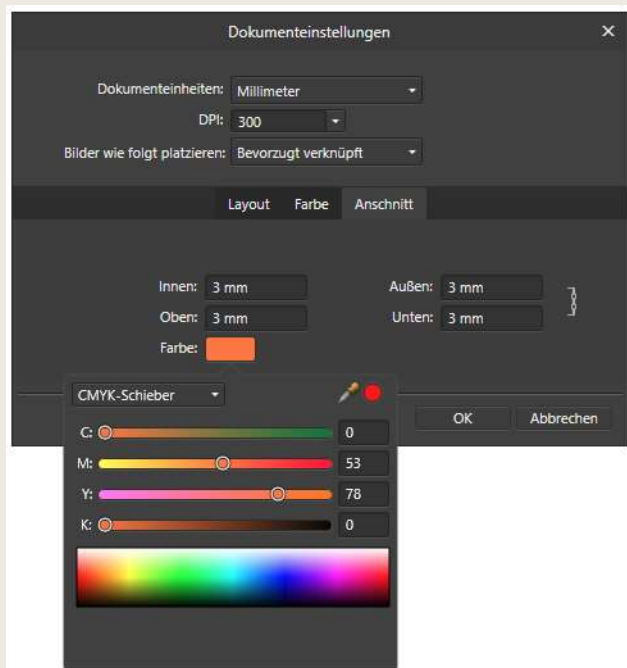 Dokumenteinstellungen
Dokumenteinheiten: Millimeter
DPI: 300
Bilder wie folgt platzieren: Bevorzugt verknüpft
Layout Farbe Anschnitt
Innen: 3 mm Außen: 3 mm
Oben: 3 mm Unten: 3 mm
Farbe:
CMYK-Schieber
OK Abbrechen
C: 0
M: 53
Y: 78
K: 0